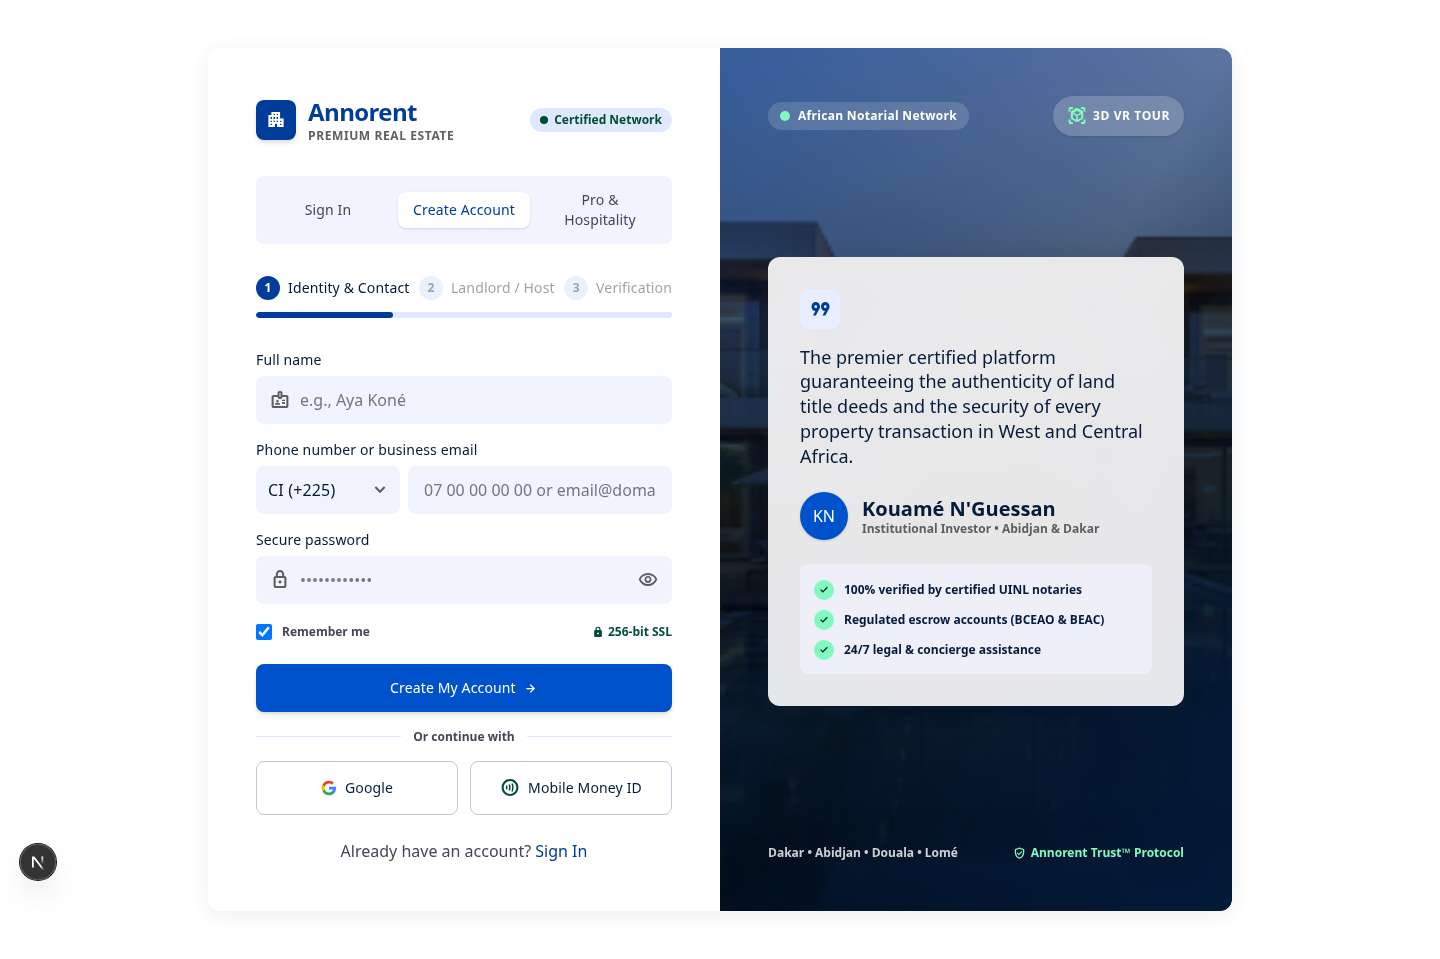 Annorent
PREMIUM REAL ESTATE
Certified Network
Sign In
Create Account
Pro &
Hospitality
1 Identity & Contact
2 Landlord / Host
3 Verification
Full name
e.g., Aya Koné
Phone number or business email
CI (+225)
07 00 00 00 00 or email@doma
Secure password
••••••••••••
Remember me
256-bit SSL
Create My Account
Or continue with
Google
Mobile Money ID
Already have an account? Sign In
N
African Notarial Network
3D VR TOUR
The premier certified platform
guaranteeing the authenticity of land
title deeds and the security of every
property transaction in West and Central
Africa.
KN
Kouamé N'Guessan
Institutional Investor • Abidjan & Dakar
100% verified by certified UINL notaries
Regulated escrow accounts (BCEAO & BEAC)
24/7 legal & concierge assistance
Dakar • Abidjan • Douala • Lomé
Annorent Trust™ Protocol